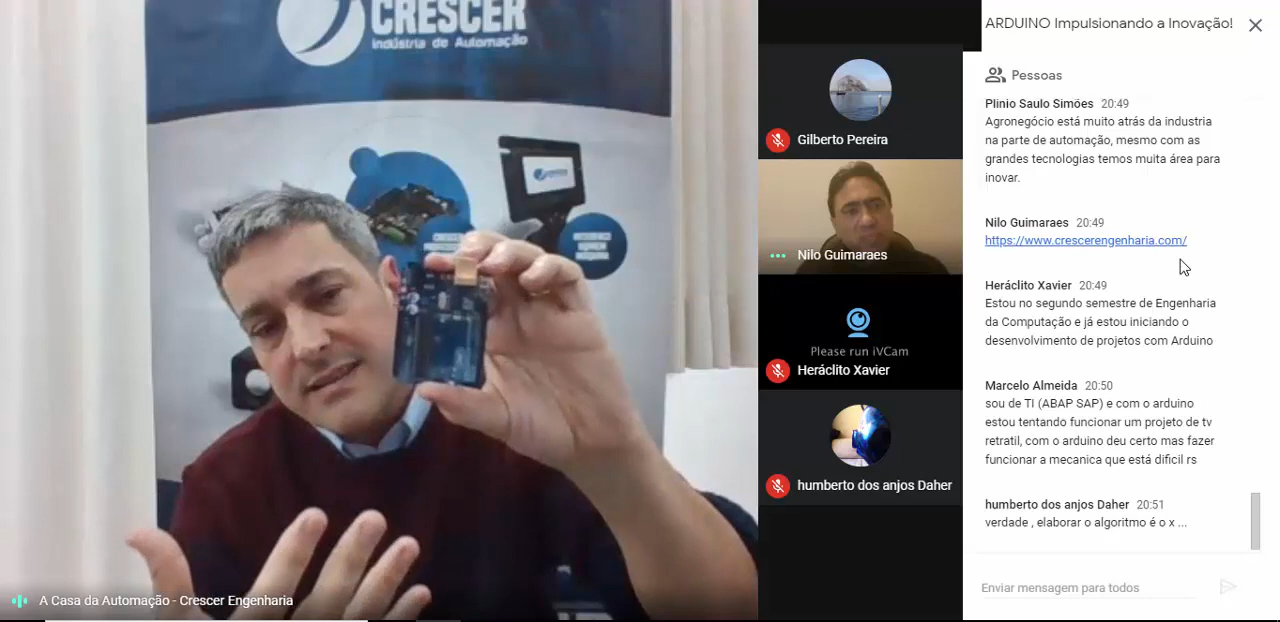 CRESCER
Indústria de Automação
CRESCER
A Casa da Automação - Crescer Engenharia
Gilberto Pereira
Nilo Guimaraes
Please run iVCam
Heráclito Xavier
humberto dos anjos Daher
ARDUINO Impulsionando a Inovação!
Pessoas
Plinio Saulo Simões 20:49
Agronegócio está muito atrás da industria
na parte de automação, mesmo com as
grandes tecnologias temos muita área para
inovar.
Nilo Guimaraes 20:49
https://www.crescerengenharia.com/
Heráclito Xavier 20:49
Estou no segundo semestre de Engenharia
da Computação e já estou iniciando o
desenvolvimento de projetos com Arduino
Marcelo Almeida 20:50
sou de TI (ABAP SAP) e com o arduino
estou tentando funcionar um projeto de tv
retratil, com o arduino deu certo mas fazer
funcionar a mecanica que está dificil rs
humberto dos anjos Daher 20:51
verdade , elaborar o algoritmo é o x ...
Enviar mensagem para todos